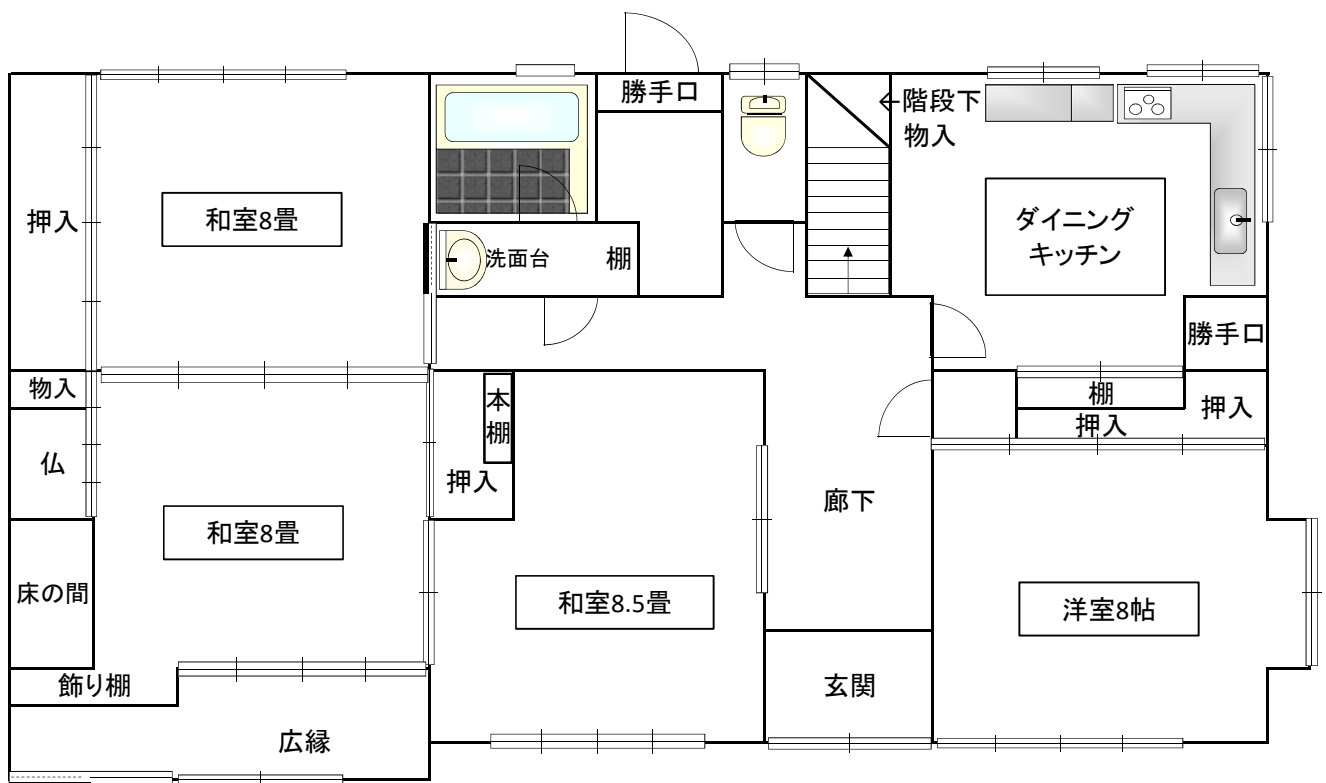 勝手口
←階段下
物入
押入
和室8畳
ダイニング
キッチン
洗面台
棚
勝手口
物入
本
棚
棚
押入
押入
仏
押入
廊下
和室8畳
床の間
和室8.5畳
洋室8帖
飾り棚
玄関
広縁